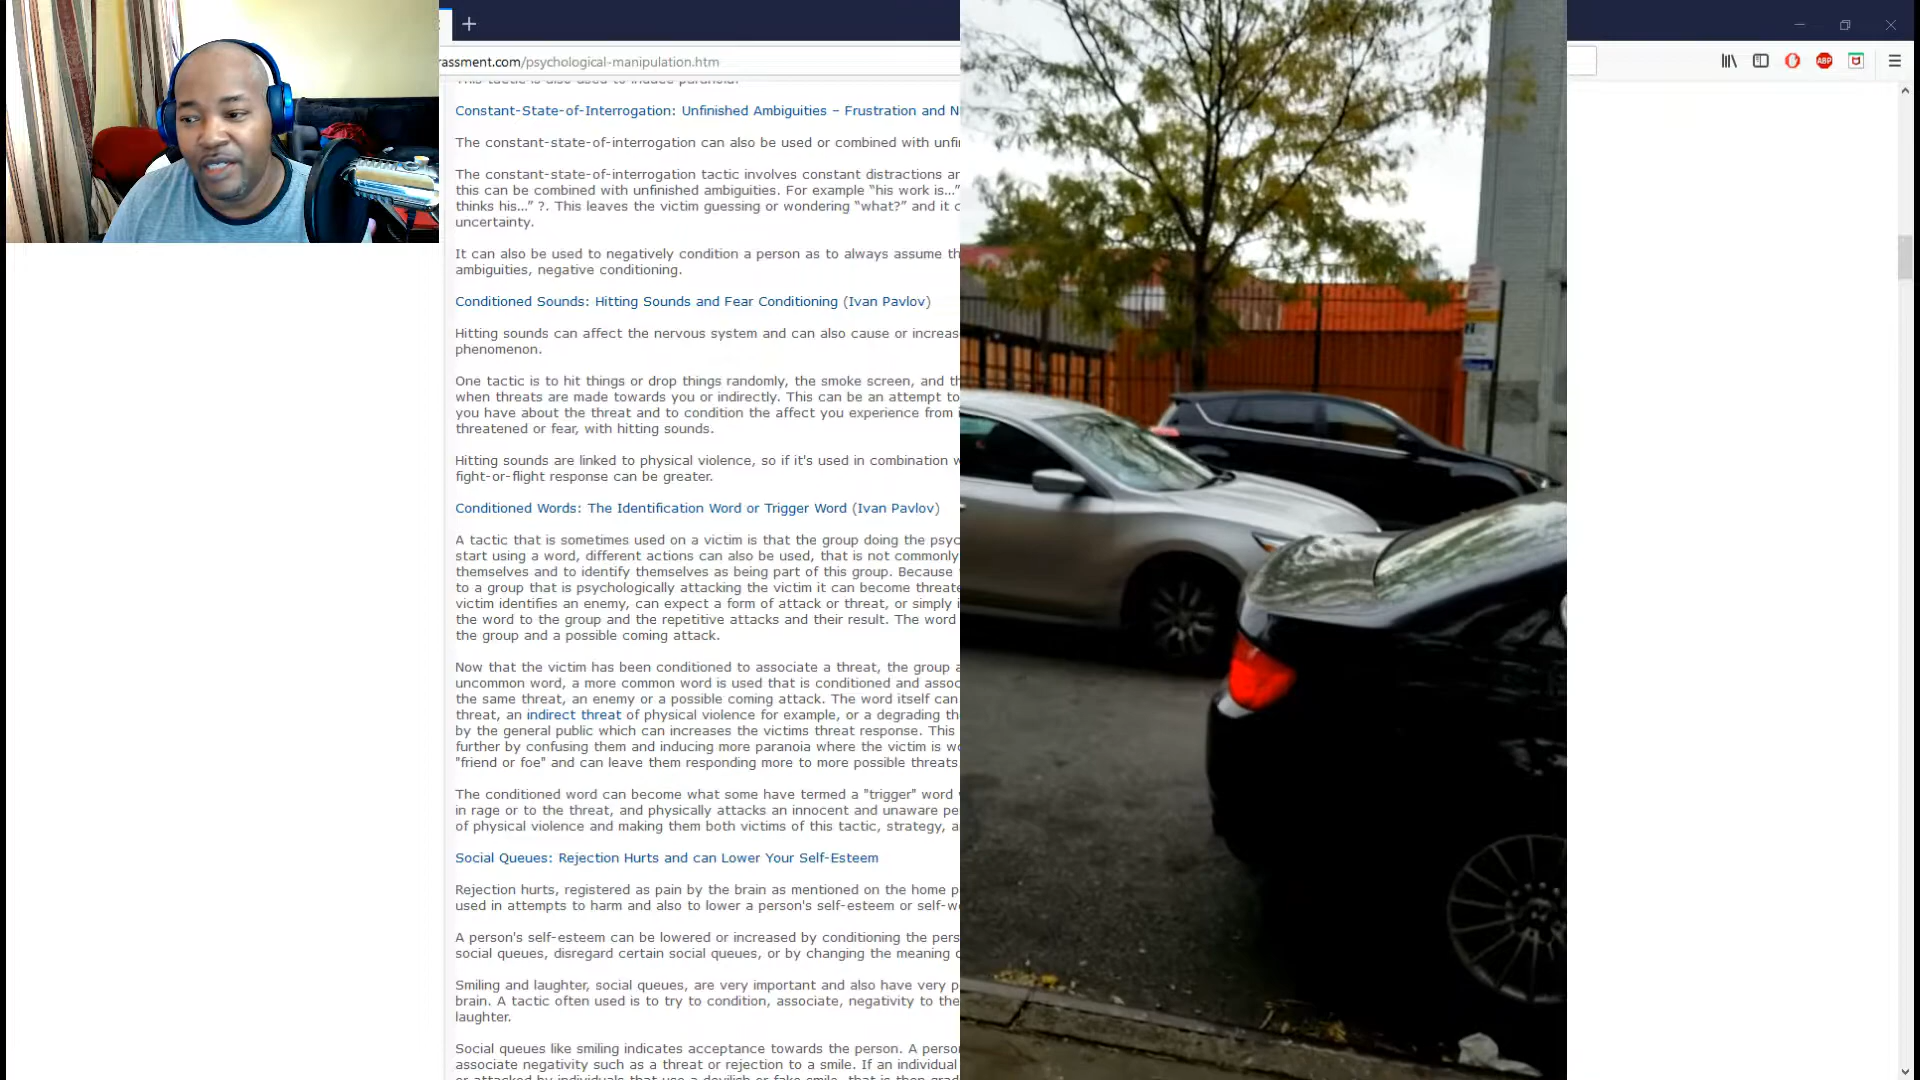 rassment.com/psychological-manipulation.htm
ABP
Constant-State-of-Interrogation: Unfinished Ambiguities – Frustration and N
The constant-state-of-interrogation can also be used or combined with unfi
The constant-state-of-interrogation tactic involves constant distractions an
this can be combined with unfinished ambiguities. For example “his work is...”
thinks his...” ?. This leaves the victim guessing or wondering “what?” and it c
uncertainty.
It can also be used to negatively condition a person as to always assume th
ambiguities, negative conditioning.
Conditioned Sounds: Hitting Sounds and Fear Conditioning (Ivan Pavlov)
Hitting sounds can affect the nervous system and can also cause or increas
phenomenon.
One tactic is to hit things or drop things randomly, the smoke screen, and th
when threats are made towards you or indirectly. This can be an attempt to
you have about the threat and to condition the affect you experience from
threatened or fear, with hitting sounds.
Hitting sounds are linked to physical violence, so if it's used in combination w
fight-or-flight response can be greater.
Conditioned Words: The Identification Word or Trigger Word (Ivan Pavlov)
A tactic that is sometimes used on a victim is that the group doing the psyc
start using a word, different actions can also be used, that is not commonly
themselves and to identify themselves as being part of this group. Because
to a group that is psychologically attacking the victim it can become threate
victim identifies an enemy, can expect a form of attack or threat, or simply i
the word to the group and the repetitive attacks and their result. The word
the group and a possible coming attack.
Now that the victim has been conditioned to associate a threat, the group a
uncommon word, a more common word is used that is conditioned and assoc
the same threat, an enemy or a possible coming attack. The word itself can
threat, an indirect threat of physical violence for example, or a degrading th
by the general public which can increases the victims threat response. This
further by confusing them and inducing more paranoia where the victim is wo
"friend or foe" and can leave them responding more to more possible threats
The conditioned word can become what some have termed a "trigger" word
in rage or to the threat, and physically attacks an innocent and unaware pe
of physical violence and making them both victims of this tactic, strategy, a
Social Queues: Rejection Hurts and can Lower Your Self-Esteem
Rejection hurts, registered as pain by the brain as mentioned on the home p
used in attempts to harm and also to lower a person's self-esteem or self-w
A person's self-esteem can be lowered or increased by conditioning the pers
social queues, disregard certain social queues, or by changing the meaning o
Smiling and laughter, social queues, are very important and also have very p
brain. A tactic often used is to try to condition, associate, negativity to the
laughter.
Social queues like smiling indicates acceptance towards the person. A perso
associate negativity such as a threat or rejection to a smile. If an individual